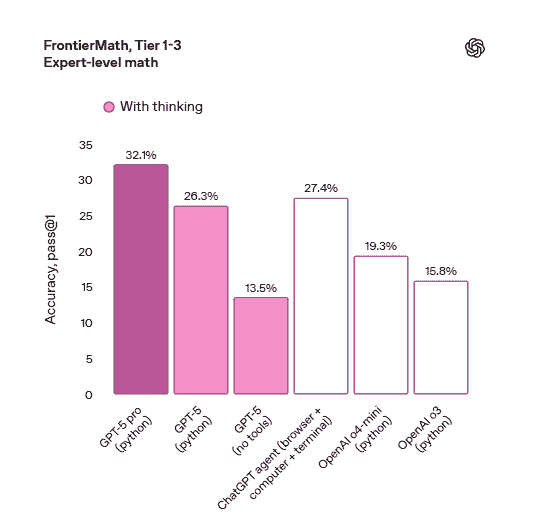 FrontierMath, Tier 1-3
Expert-level math
With thinking
Accuracy, pass@1
35
30
25
20
15
10
5
0
32.1%
26.3%
13.5%
27.4%
19.3%
15.8%
GPT-5 pro
(python)
GPT-5
(python)
GPT-5
(no tools)
ChatGPT agent (browser +
computer + terminal)
OpenAI o4-mini
(python)
OpenAI o3
(python)